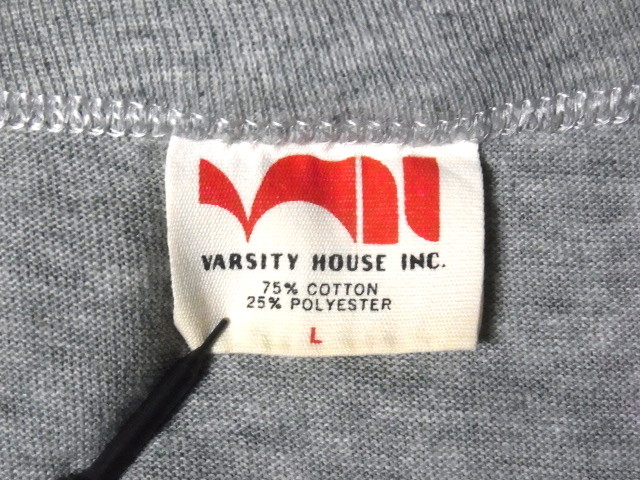 VARSITY HOUSE INC.
75% COTTON
25% POLYESTER
L